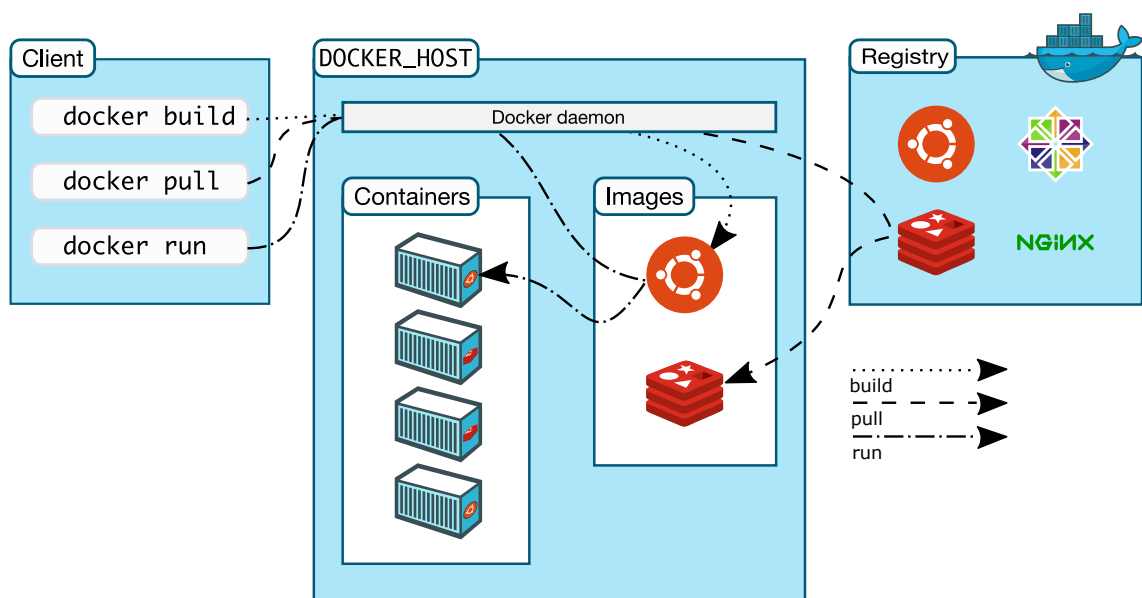 Client
docker build
docker pull
docker run
DOCKER_HOST
Docker daemon
Containers
Images
Registry
NGINX
build
pull
run